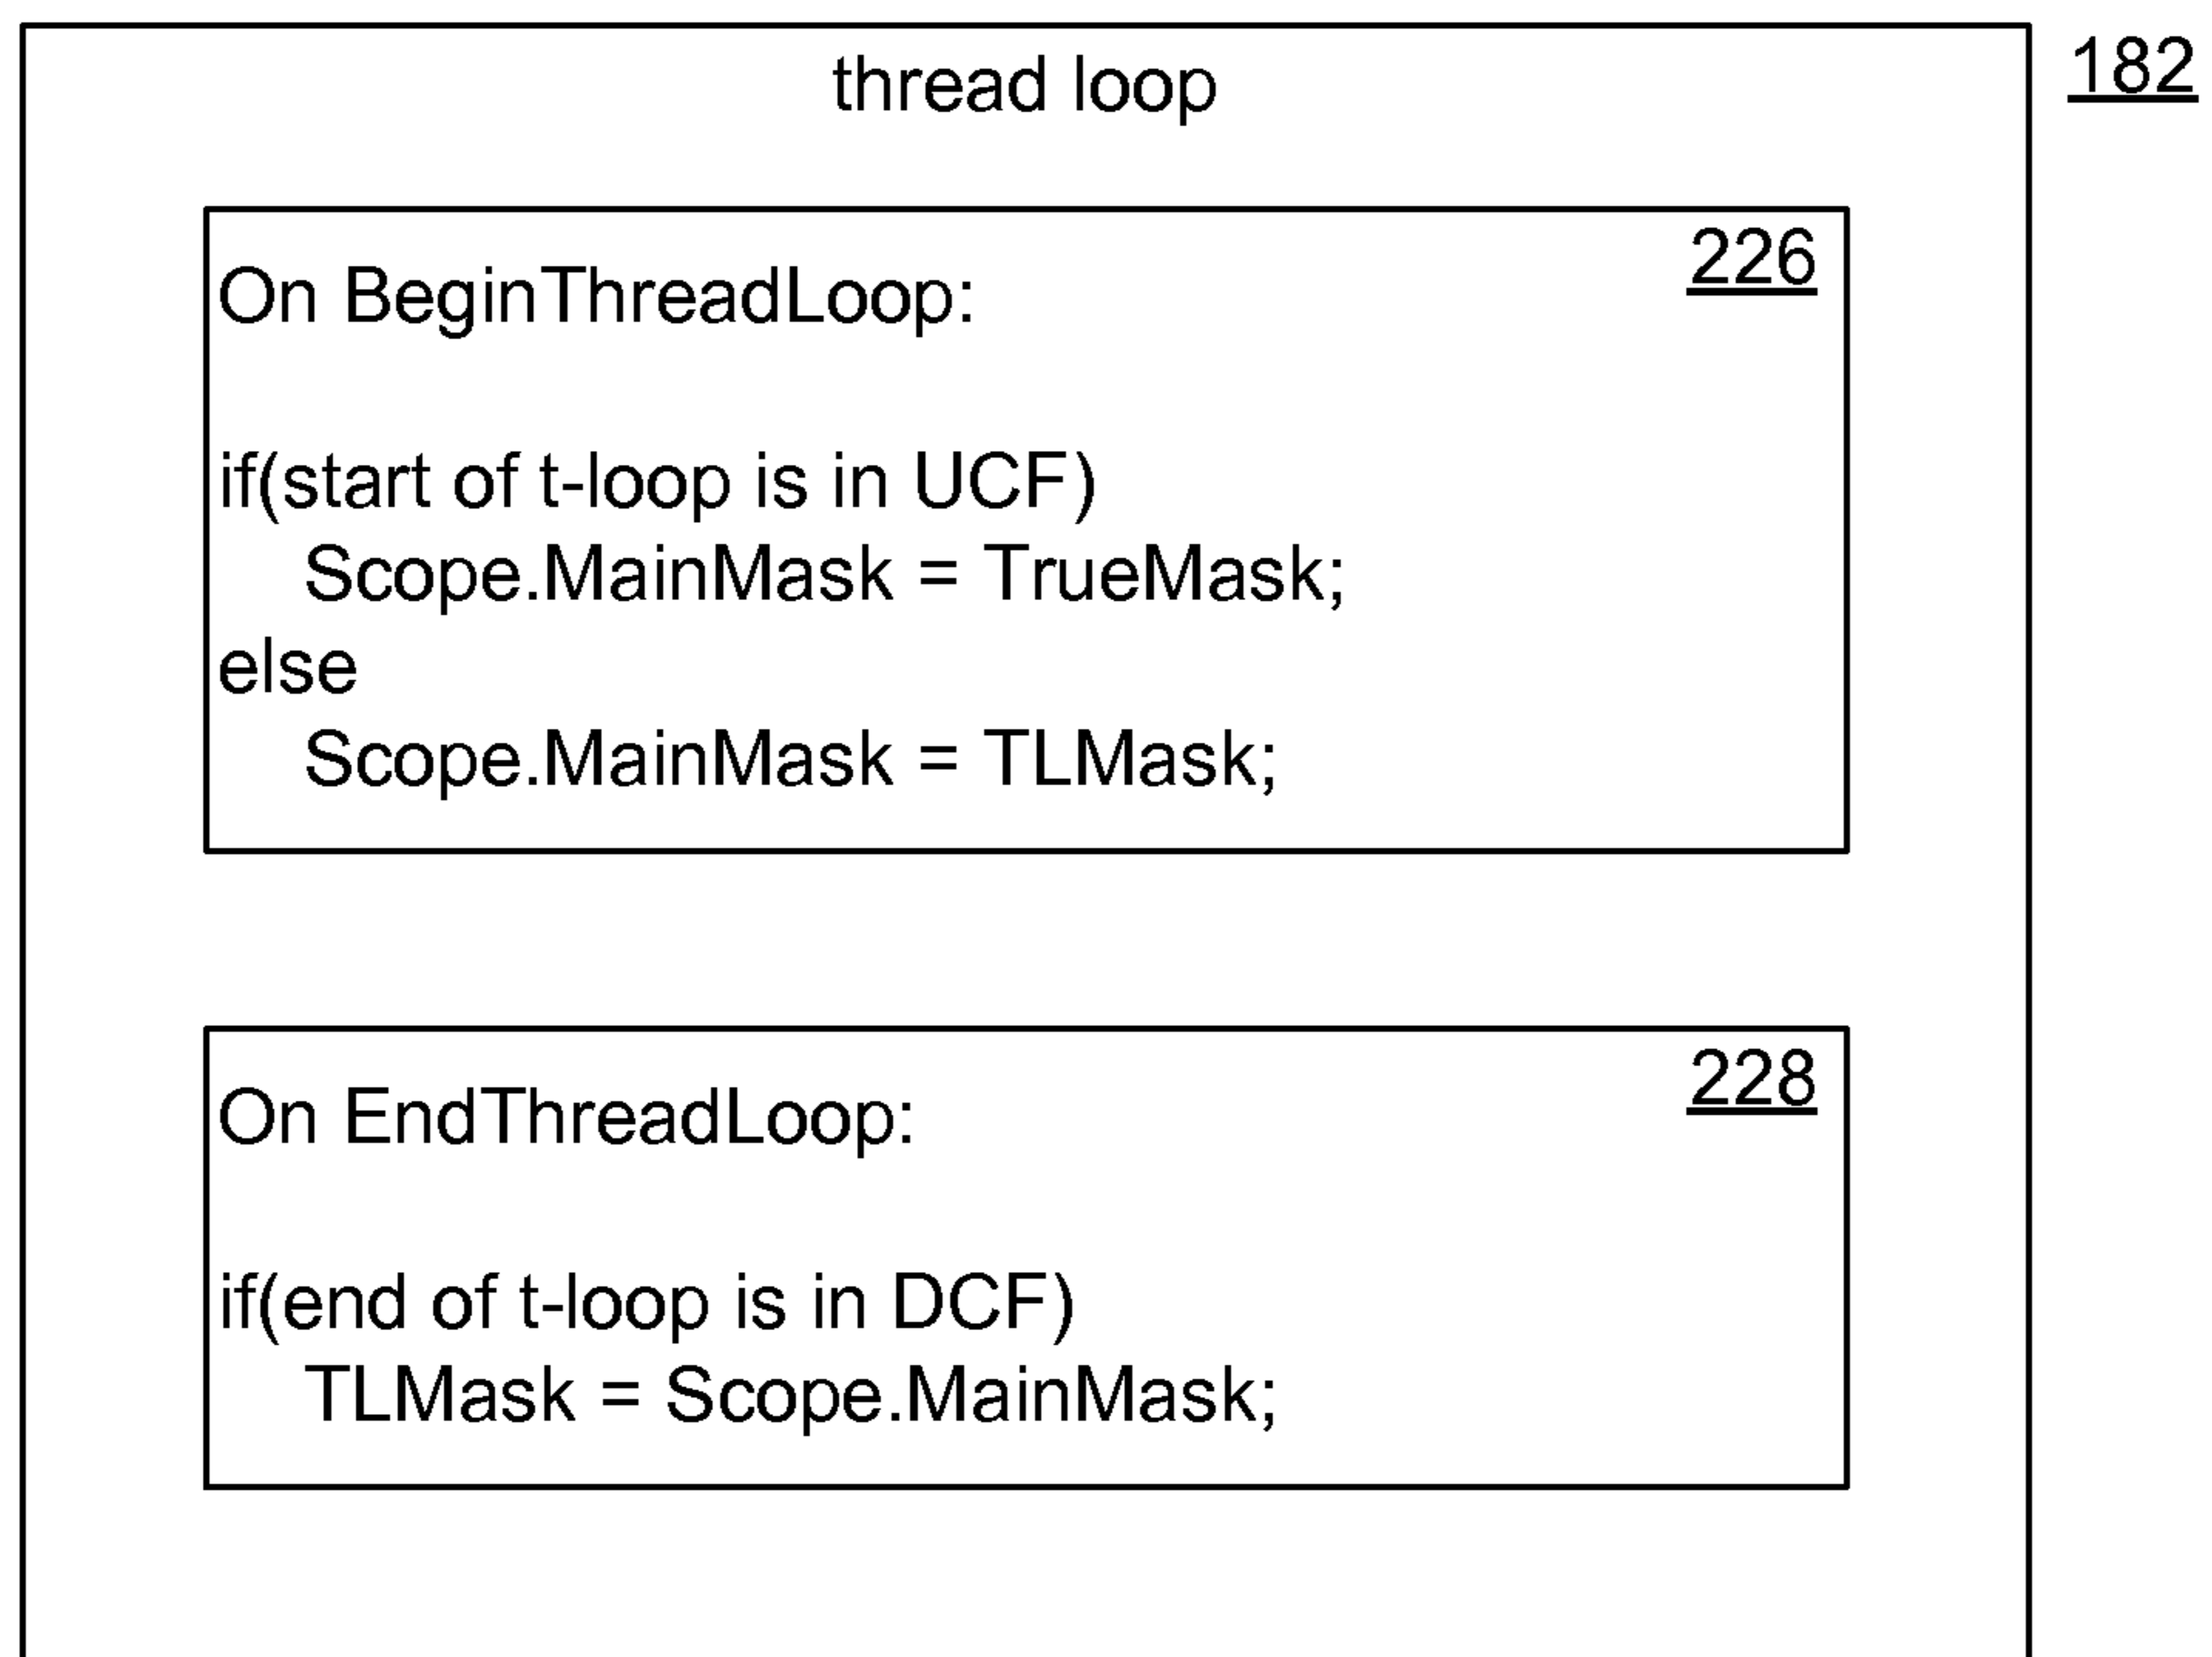 thread loop
182
226
On BeginThreadLoop:
if(start of t-loop is in UCF)
Scope.MainMask = TrueMask;
else
Scope.MainMask = TLMask;
228
On EndThreadLoop:
if(end of t-loop is in DCF)
TLMask = Scope.MainMask;